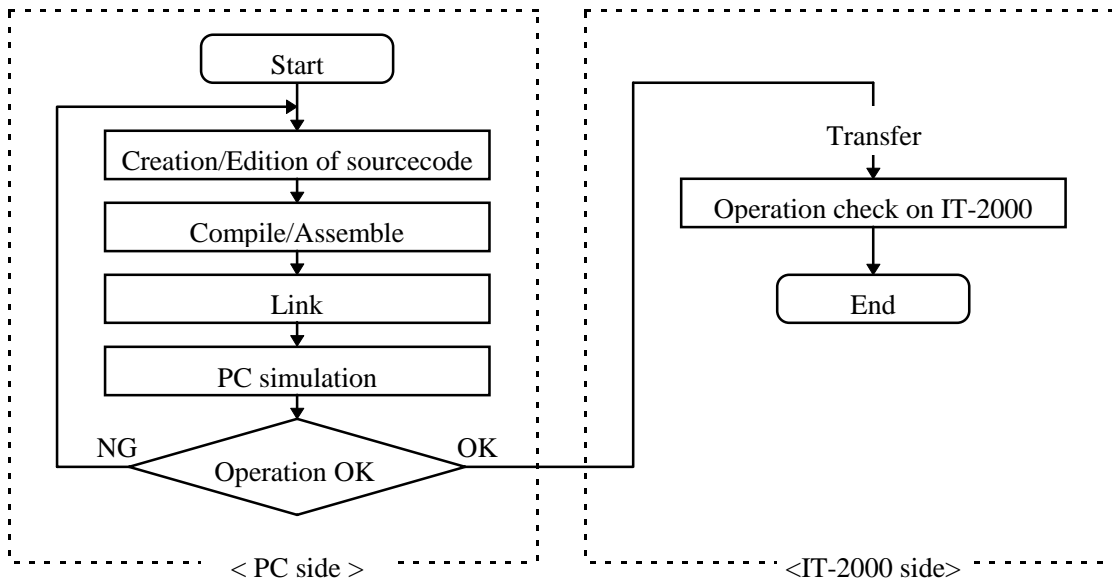 Start
Creation/Edition of sourcecode
Compile/Assemble
Link
PC simulation
NG
Operation OK
OK
< PC side >
Transfer
Operation check on IT-2000
End
<IT-2000 side>